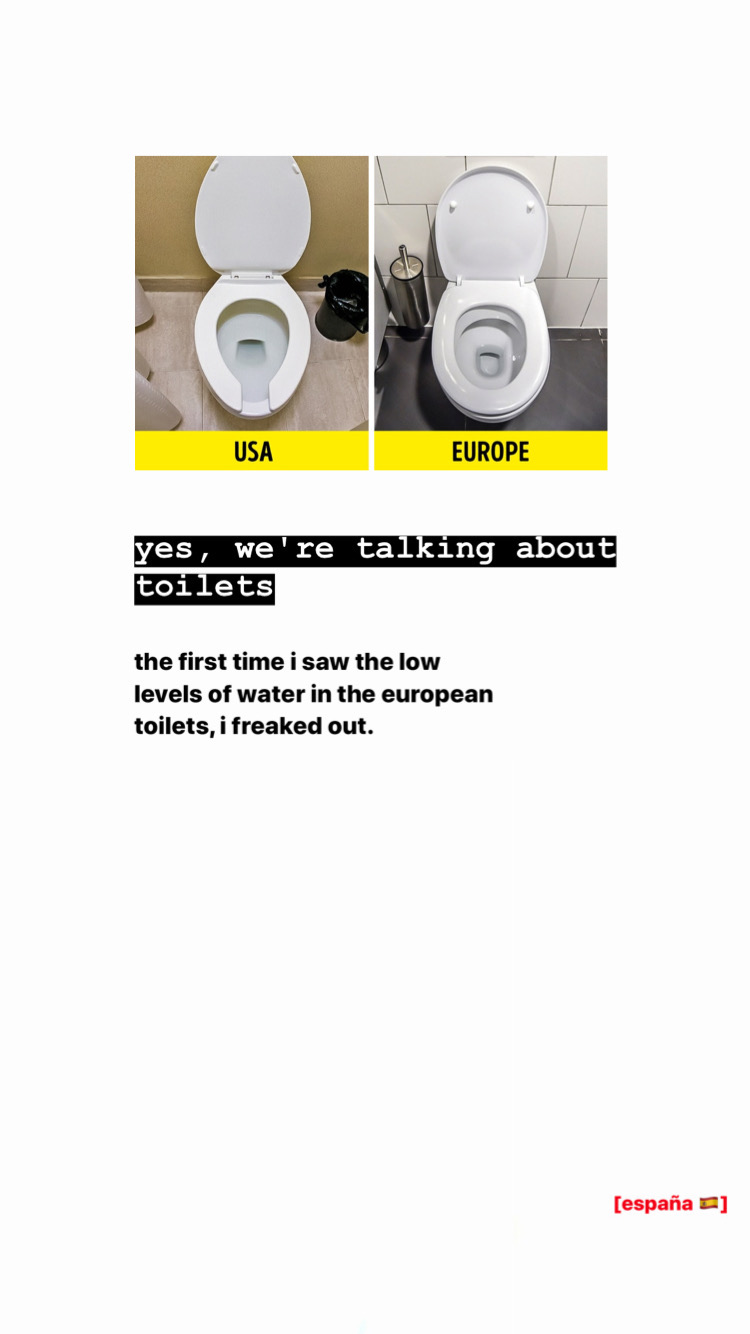 USA
EUROPE
yes, we're talking about
toilets
the first time i saw the low
levels of water in the european
toilets, i freaked out.
[españa 🇪🇸]